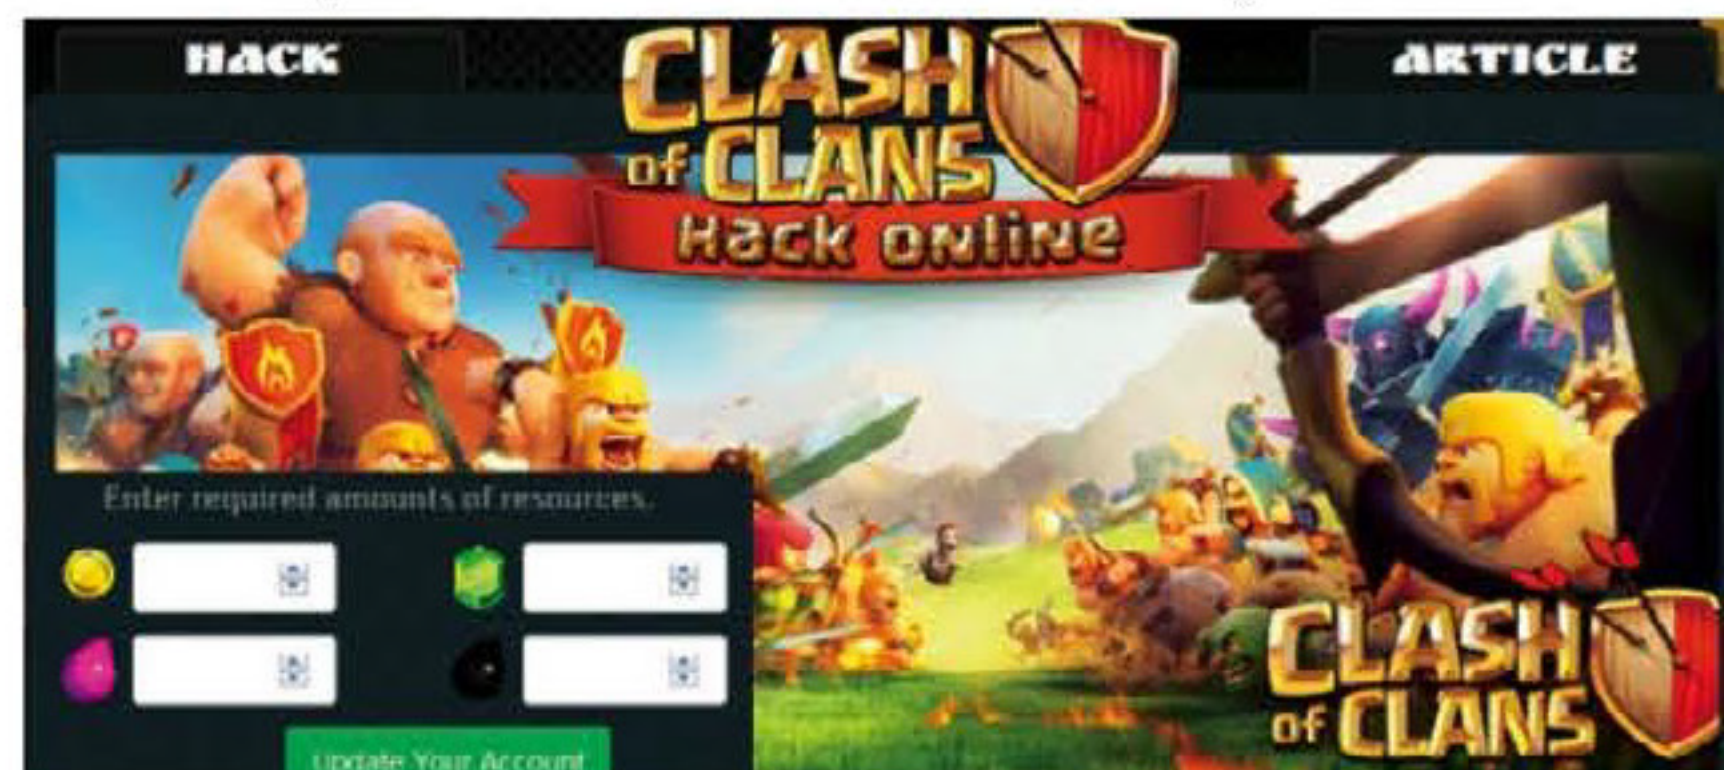 HACK
ARTICLE
CLASH
OF CLANS
Hack online
Enter required amounts of resources.
Update Your Account
CLASH
OF CLANS